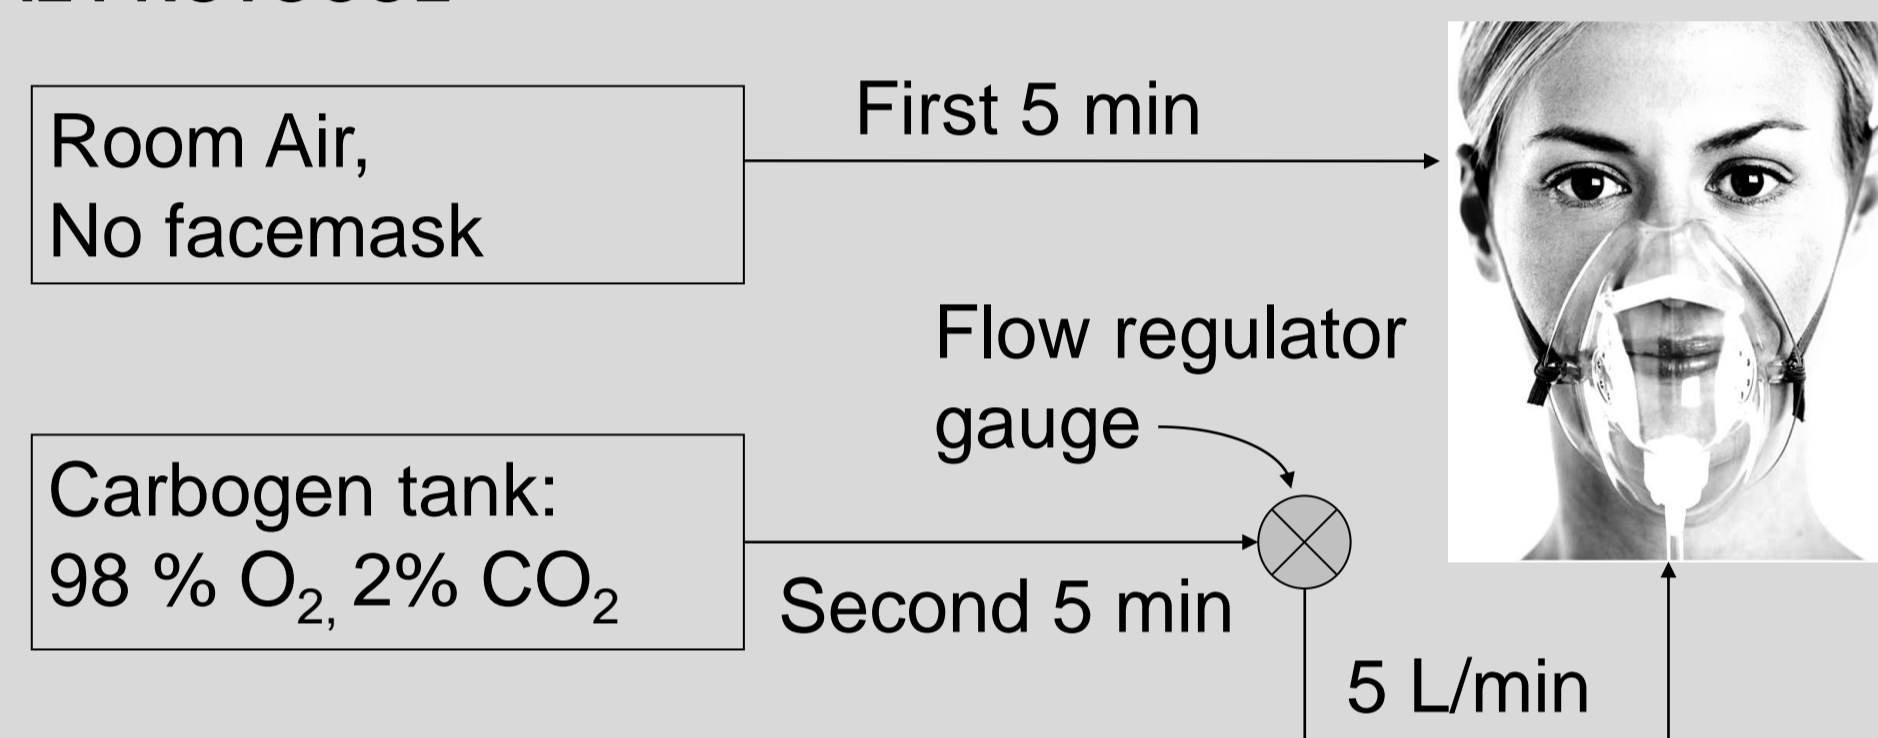 First 5 min
Room Air,
No facemask
Flow regulator
gauge
Carbogen tank:
98 % O₂, 2% CO₂
Second 5 min
5 L/min